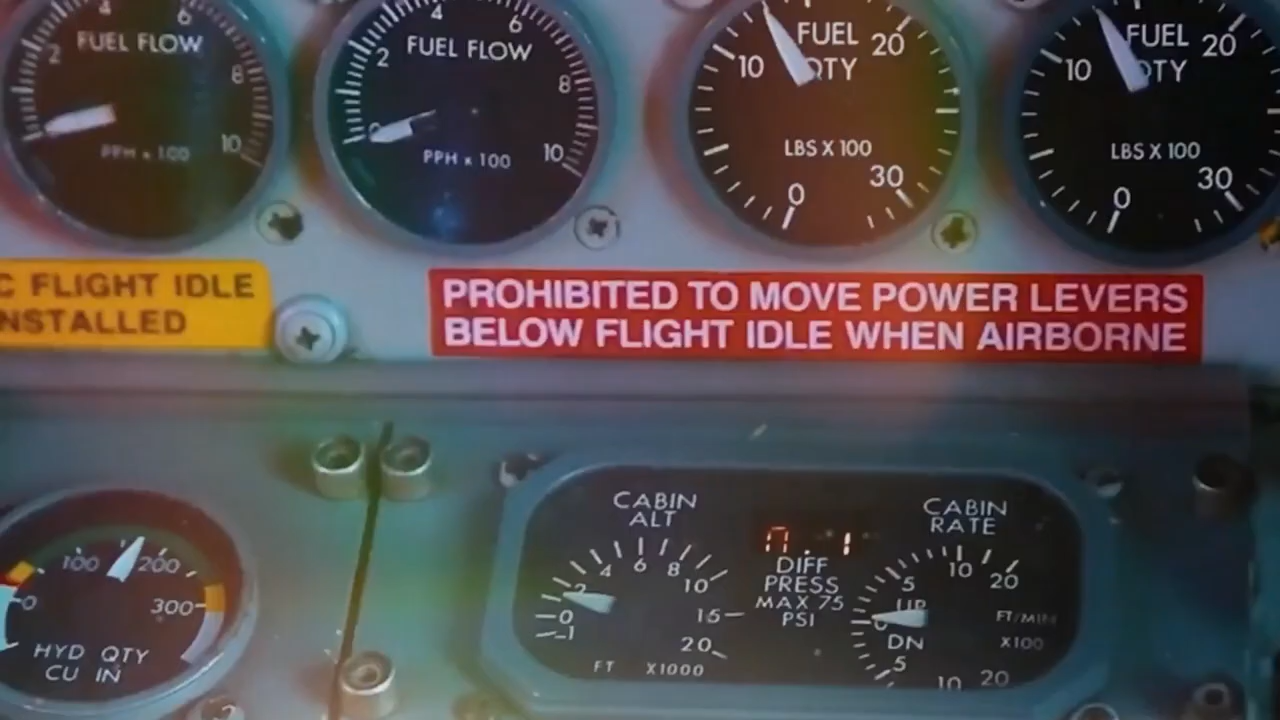 4 6
2 FUEL FLOW
8
PPH x 100 10
4 6
2 FUEL FLOW
8
0
PPH x 100 10
FUEL 20
10 QTY
LBS X 100
0 30
FUEL 20
10 QTY
LBS X 100
0 30
C FLIGHT IDLE
NSTALLED
PROHIBITED TO MOVE POWER LEVERS
BELOW FLIGHT IDLE WHEN AIRBORNE
100 200
0 300
HYD QTY
CU IN
CABIN
ALT
4 6 8
2 10
0 15
-1 20
FT X1000
DIFF
PRESS
MAX 75
PSI
CABIN
RATE
5 10 20
UP
0 FT/MIN
DN X100
5 10 20